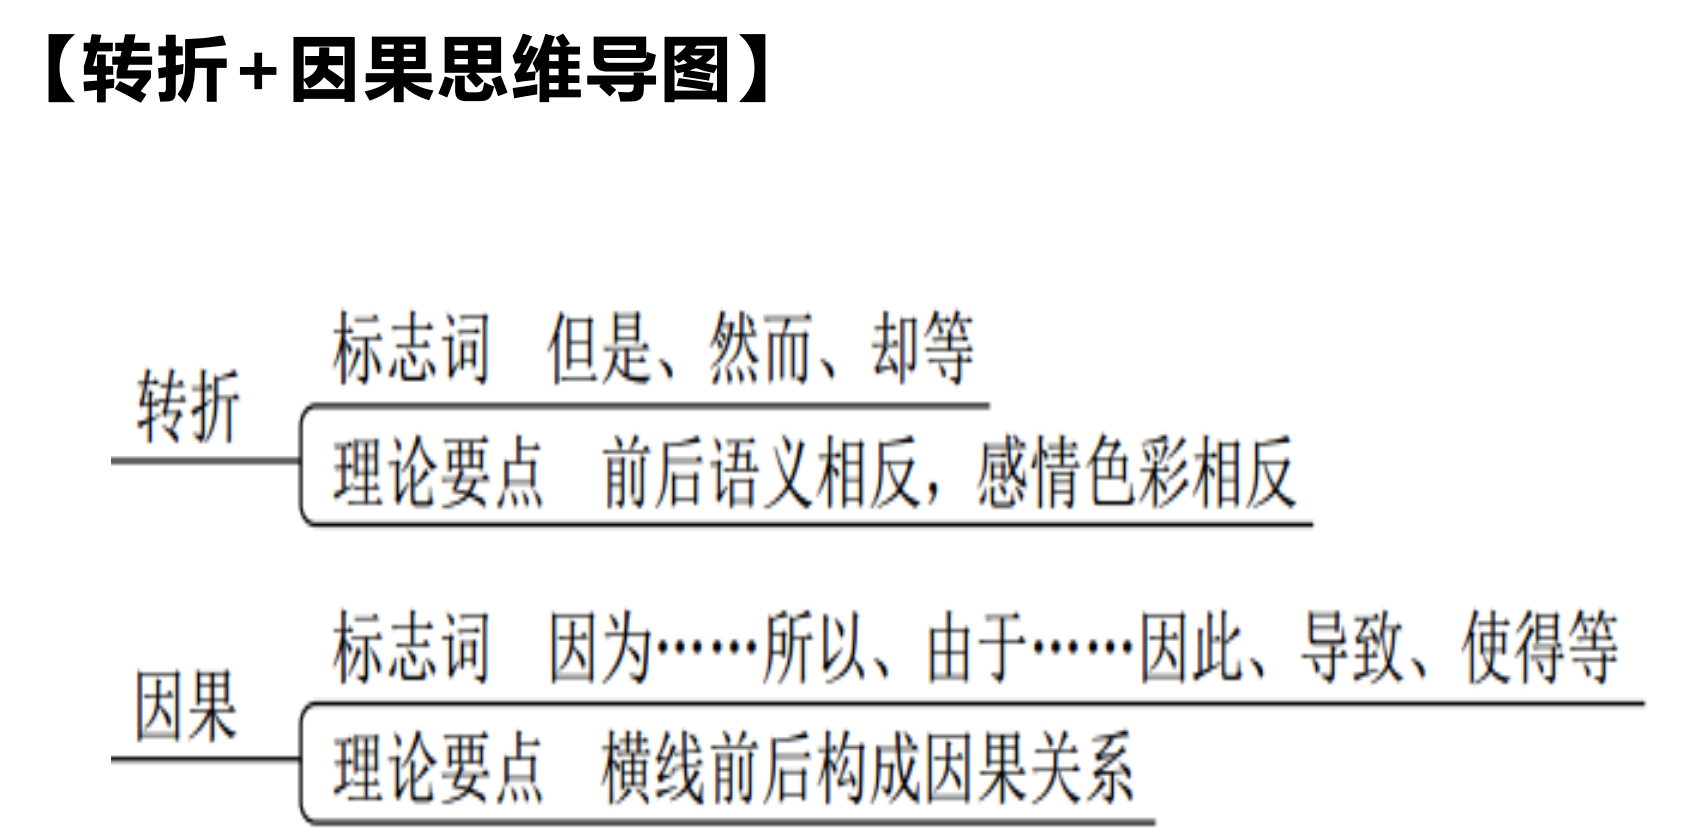 【转折+因果思维导图】
标志词 但是、然而、却等
转折
理论要点 前后语义相反，感情色彩相反
标志词 因为……所以、由于……因此、导致、使得等
因果
理论要点 横线前后构成因果关系